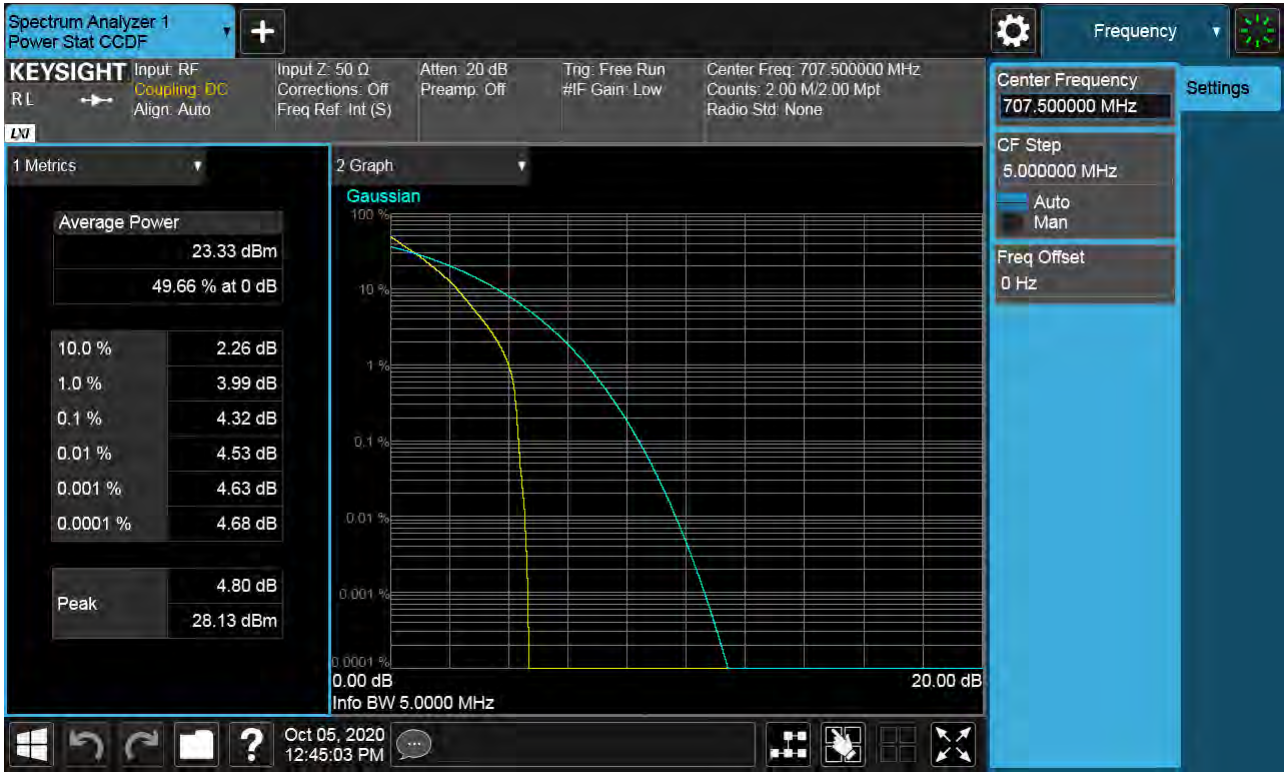 Spectrum Analyzer 1
Power Stat CCDF
Frequency
KEYSIGHT
R L
LXI
Input: RF
Coupling: DC
Align: Auto
Input Z: 50 Ω
Corrections: Off
Freq Ref: Int (S)
Atten: 20 dB
Preamp: Off
Trig: Free Run
#IF Gain: Low
Center Freq: 707.500000 MHz
Counts: 2.00 M/2.00 Mpt
Radio Std: None
Center Frequency
707.500000 MHz
Settings
CF Step
5.000000 MHz
Auto
Man
Freq Offset
0 Hz
1 Metrics
Average Power
23.33 dBm
49.66 % at 0 dB
10.0 % 2.26 dB
1.0 % 3.99 dB
0.1 % 4.32 dB
0.01 % 4.53 dB
0.001 % 4.63 dB
0.0001 % 4.68 dB
Peak
4.80 dB
28.13 dBm
2 Graph
Gaussian
100 %
10 %
1 %
0.1 %
0.01 %
0.001 %
0.0001 %
0.00 dB
20.00 dB
Info BW 5.0000 MHz
?
Oct 05, 2020
12:45:03 PM